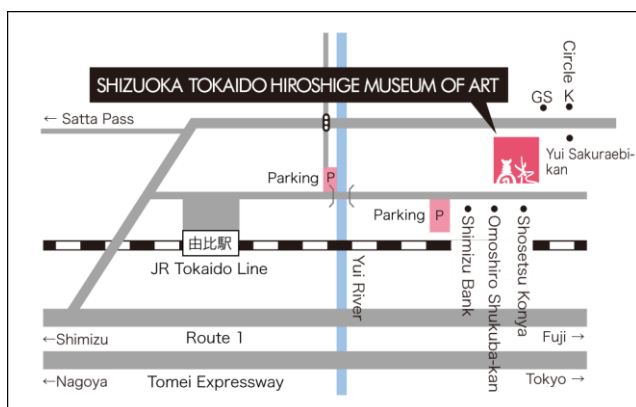 SHIZUOKA TOKAIDO HIROSHIGE MUSEUM OF ART
Circle K
GS
← Satta Pass
Yui Sakuraebi-
kan
Parking P
Parking P
由比駅
JR Tokaido Line
Yui River
Shimizu Bank
Omoshiro Shukuba-kan
Shosetsu Konya
←Shimizu
Route 1
Fuji →
←Nagoya
Tomei Expressway
Tokyo →